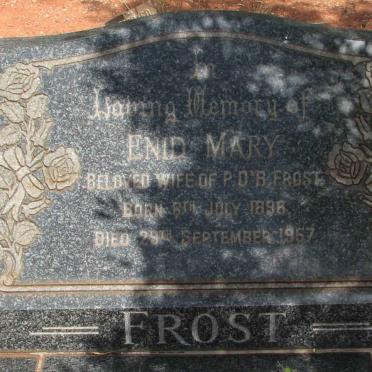 In
Loving Memory of
ENID MARY
BELOVED WIFE OF P.D'B. FROST
BORN 8TH JULY 1898
DIED 29TH SEPTEMBER 1967
FROST